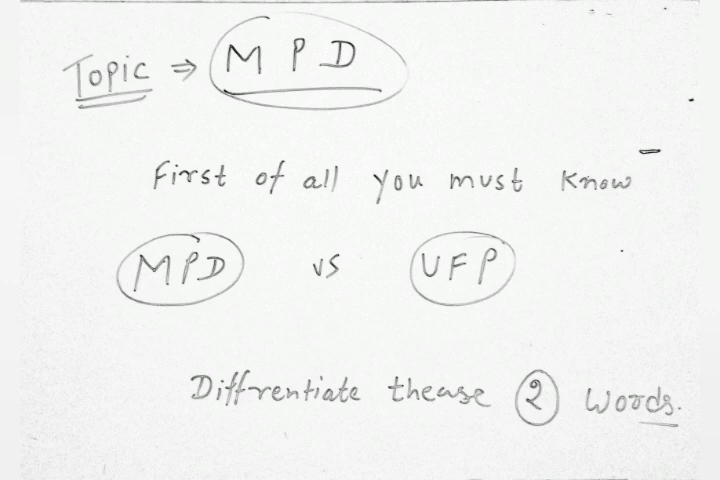 Topic ⇒ MPD
First of all you must know
MPD vs UFP
Diffrentiate thease 2 words.